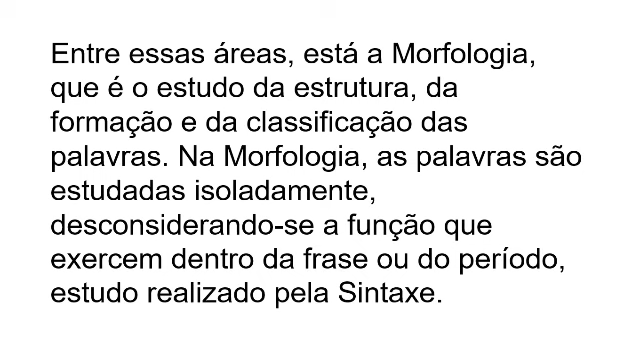 Entre essas áreas, está a Morfologia,
que é o estudo da estrutura, da
formação e da classificação das
palavras. Na Morfologia, as palavras são
estudadas isoladamente,
desconsiderando-se a função que
exercem dentro da frase ou do período,
estudo realizado pela Sintaxe.